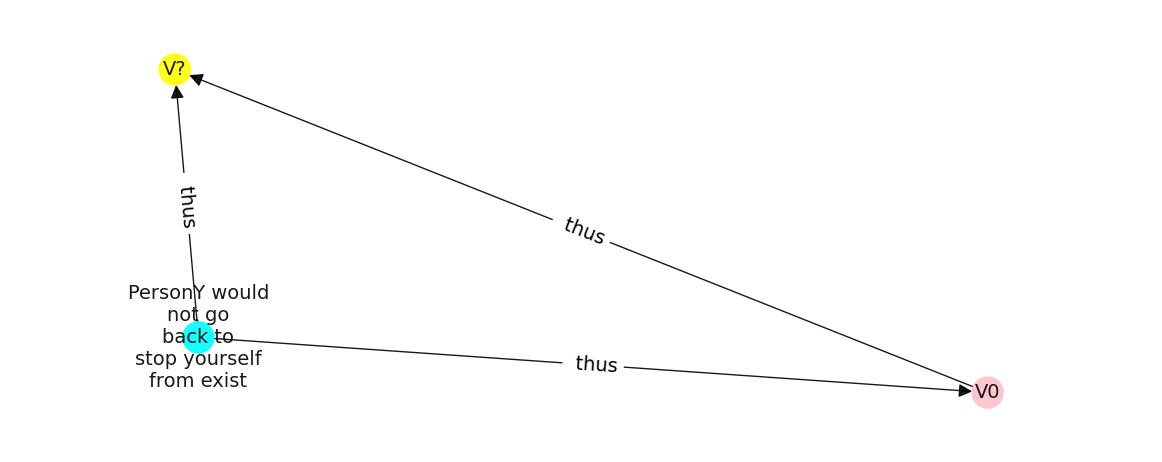 V?
thus
thus
PersonY would
not go
back to
stop yourself
from exist
thus
V0